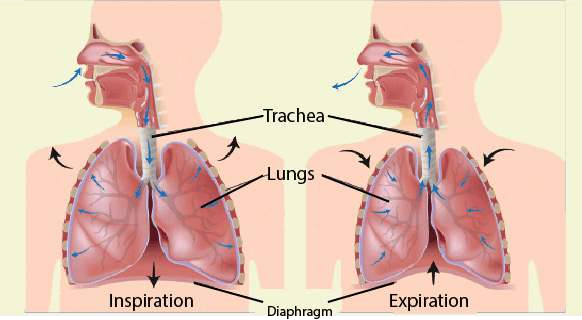 Trachea
Lungs
Inspiration
Diaphragm
Expiration